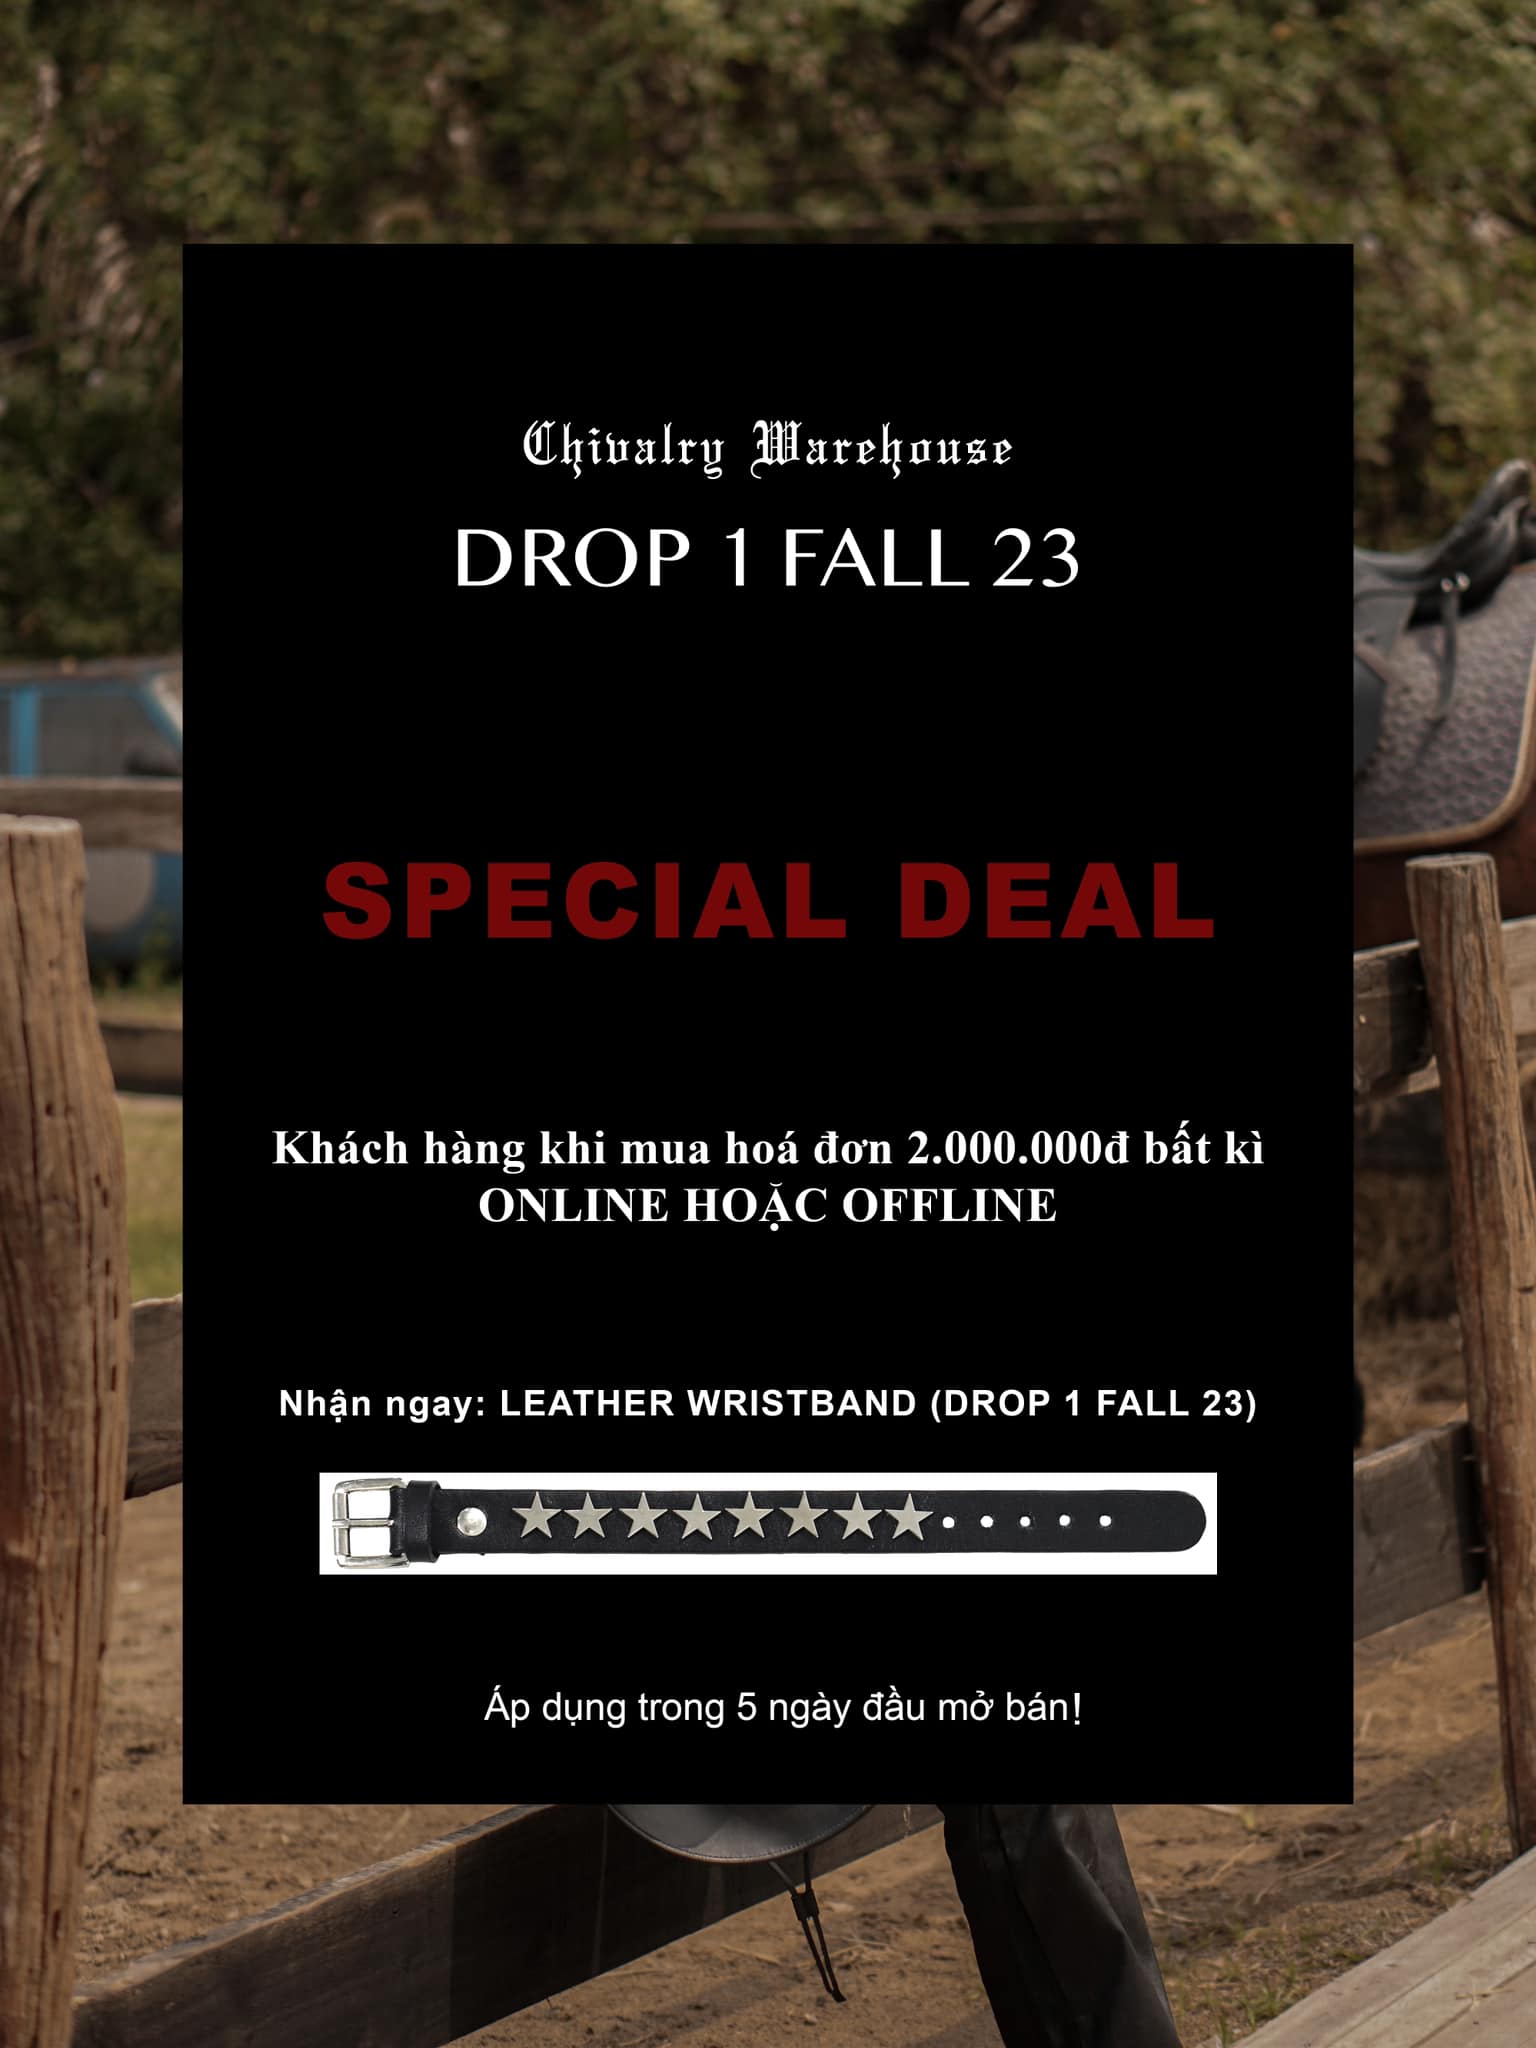 Chivalry Warehouse
DROP 1 FALL 23
SPECIAL DEAL
Khách hàng khi mua hoá đơn 2.000.000đ bất kì
ONLINE HOẶC OFFLINE
Nhận ngay: LEATHER WRISTBAND (DROP 1 FALL 23)
Áp dụng trong 5 ngày đầu mở bán!